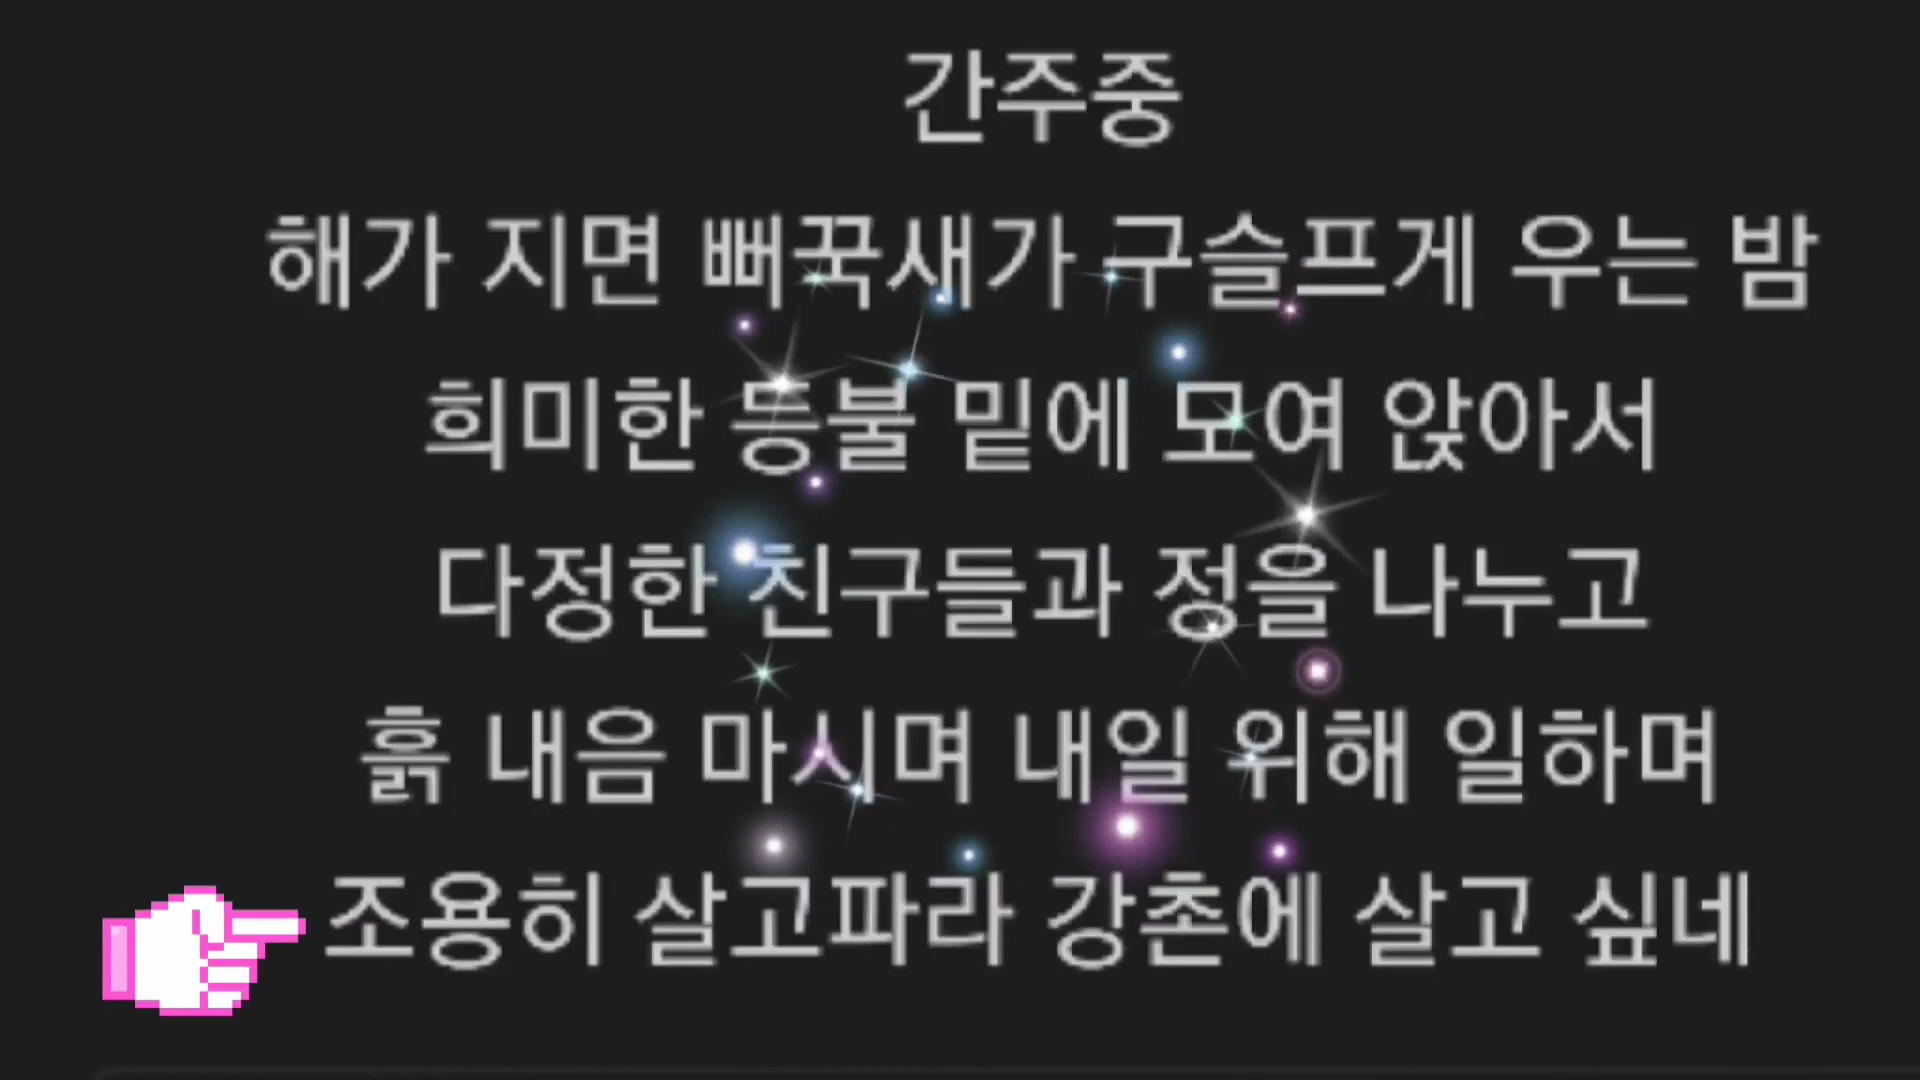 간주중
해가 지면 뻐꾹새가 구슬프게 우는 밤
희미한 등불 밑에 모여 앉아서
다정한 친구들과 정을 나누고
흙 내음 마시며 내일 위해 일하며
조용히 살고파라 강촌에 살고 싶네